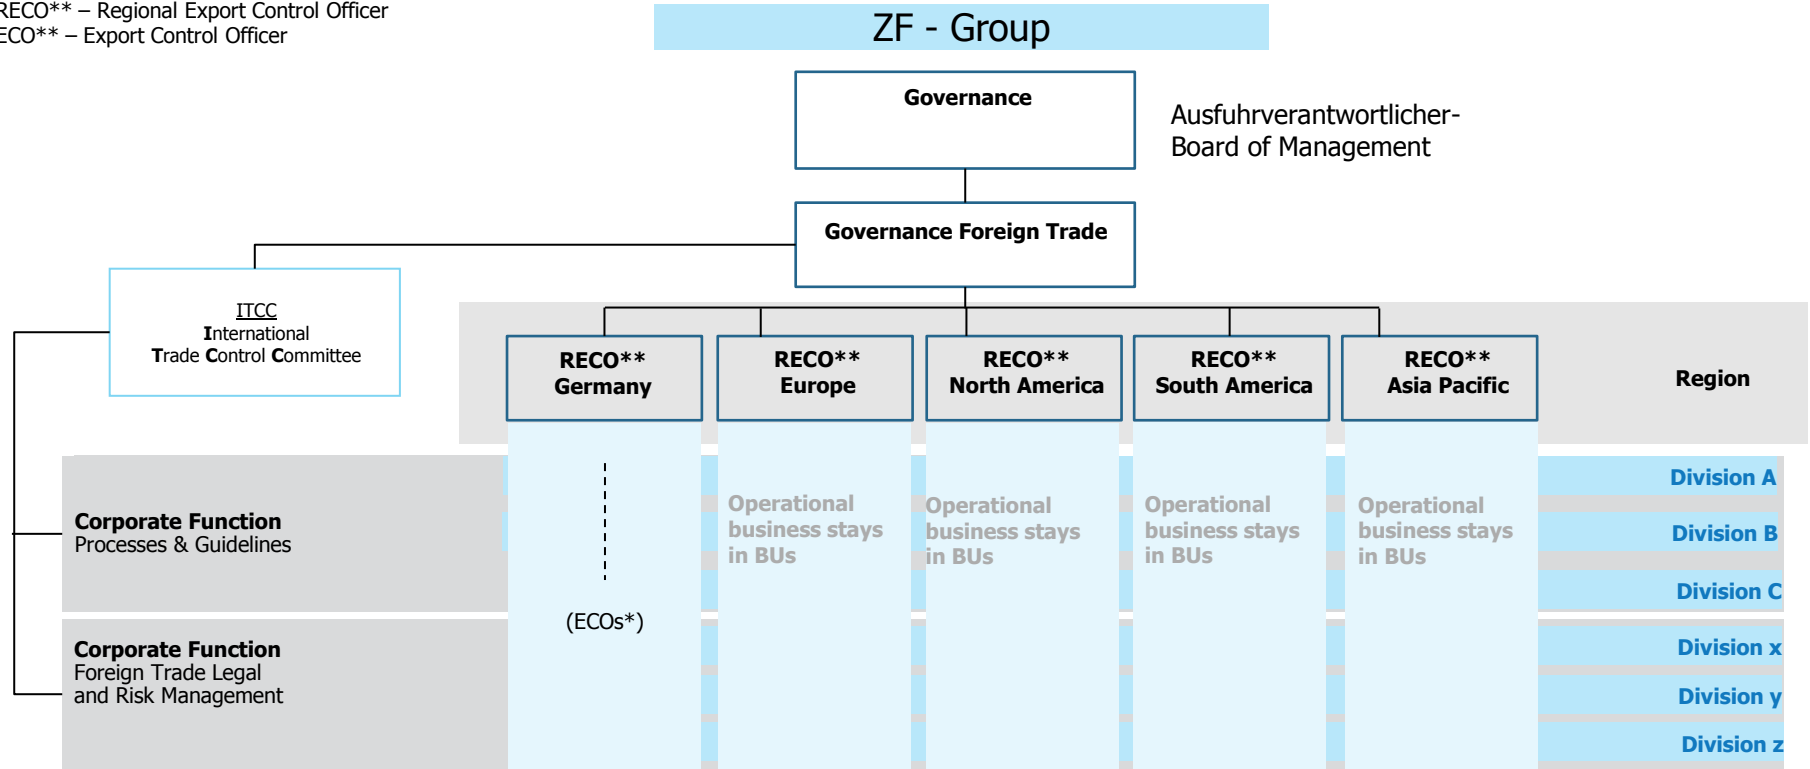 RECO** – Regional Export Control Officer
ECO** – Export Control Officer
ZF - Group
Governance
Ausfuhrverantwortlicher-
Board of Management
Governance Foreign Trade
ITCC
International
Trade Control Committee
RECO**
Germany
RECO**
Europe
RECO**
North America
RECO**
South America
RECO**
Asia Pacific
Region
Corporate Function
Processes & Guidelines
Corporate Function
Foreign Trade Legal
and Risk Management
(ECOs*)
Operational
business stays
in BUs
Operational
business stays
in BUs
Operational
business stays
in BUs
Operational
business stays
in BUs
Division A
Division B
Division C
Division x
Division y
Division z